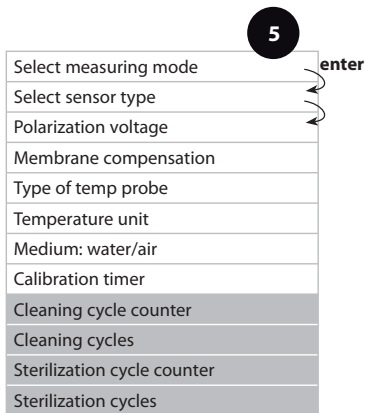 5
Select measuring mode
enter
Select sensor type
Polarization voltage
Membrane compensation
Type of temp probe
Temperature unit
Medium: water/air
Calibration timer
Cleaning cycle counter
Cleaning cycles
Sterilization cycle counter
Sterilization cycles